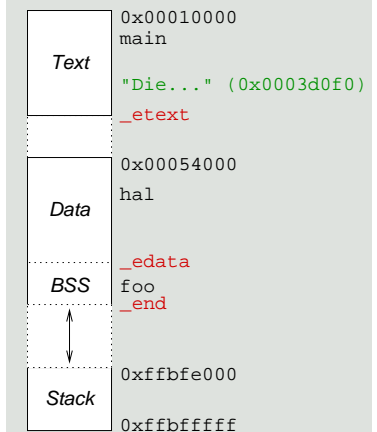 0x00010000
main
Text
"Die..." (0x0003d0f0)
_etext
0x00054000
hal
Data
_edata
BSS
foo
_end
0xffbfe000
Stack
0xffbfffff